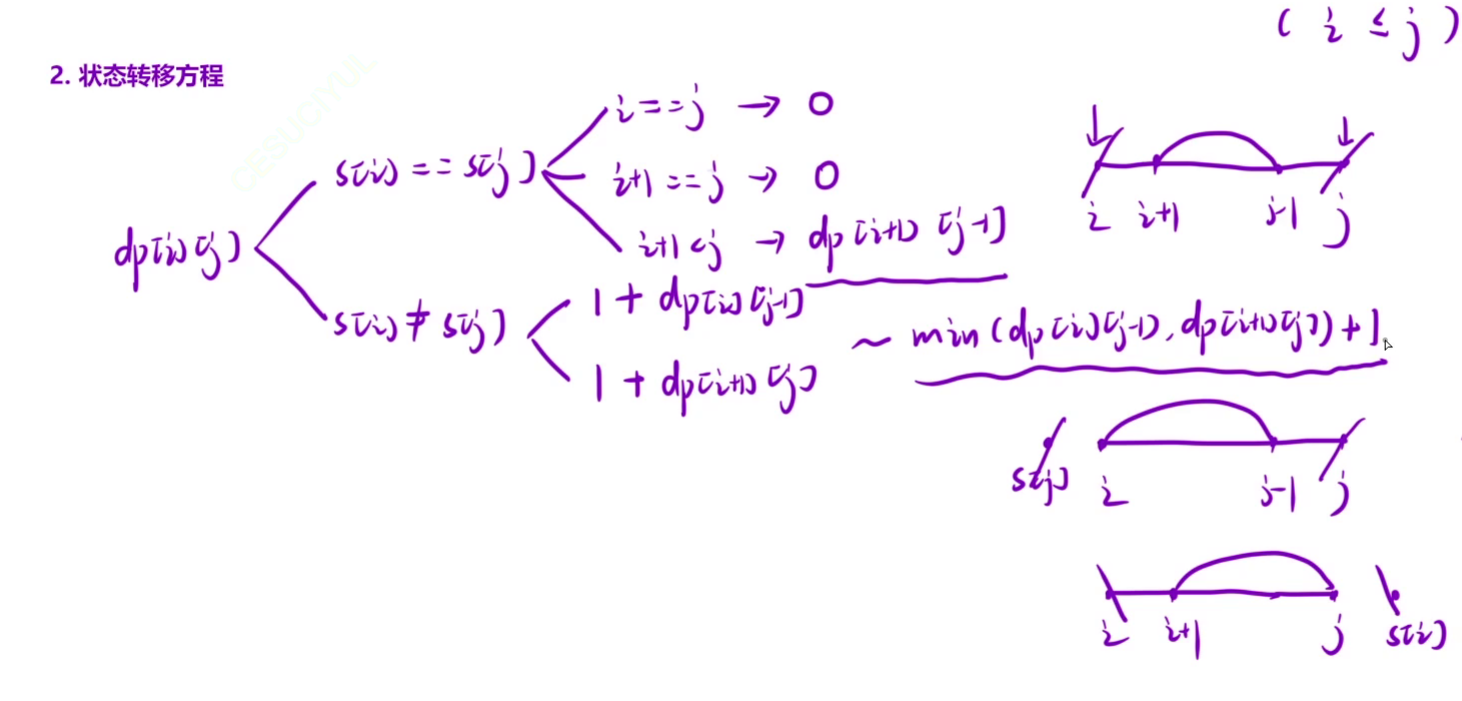 ( i ≤ j )
2. 状态转移方程
CESUCIYUL
i == j → 0
s[i] == s[j]
i+1 == j → 0
dp[i][j]
i+1 < j → dp[i+1][j-1]
i i+1 j-1 j
s[i] ≠ s[j]
1 + dp[i][j-1]
~ min(dp[i][j-1], dp[i+1][j]) + 1
1 + dp[i+1][j]
s[j] i j-1 j
i i+1 j s[i]